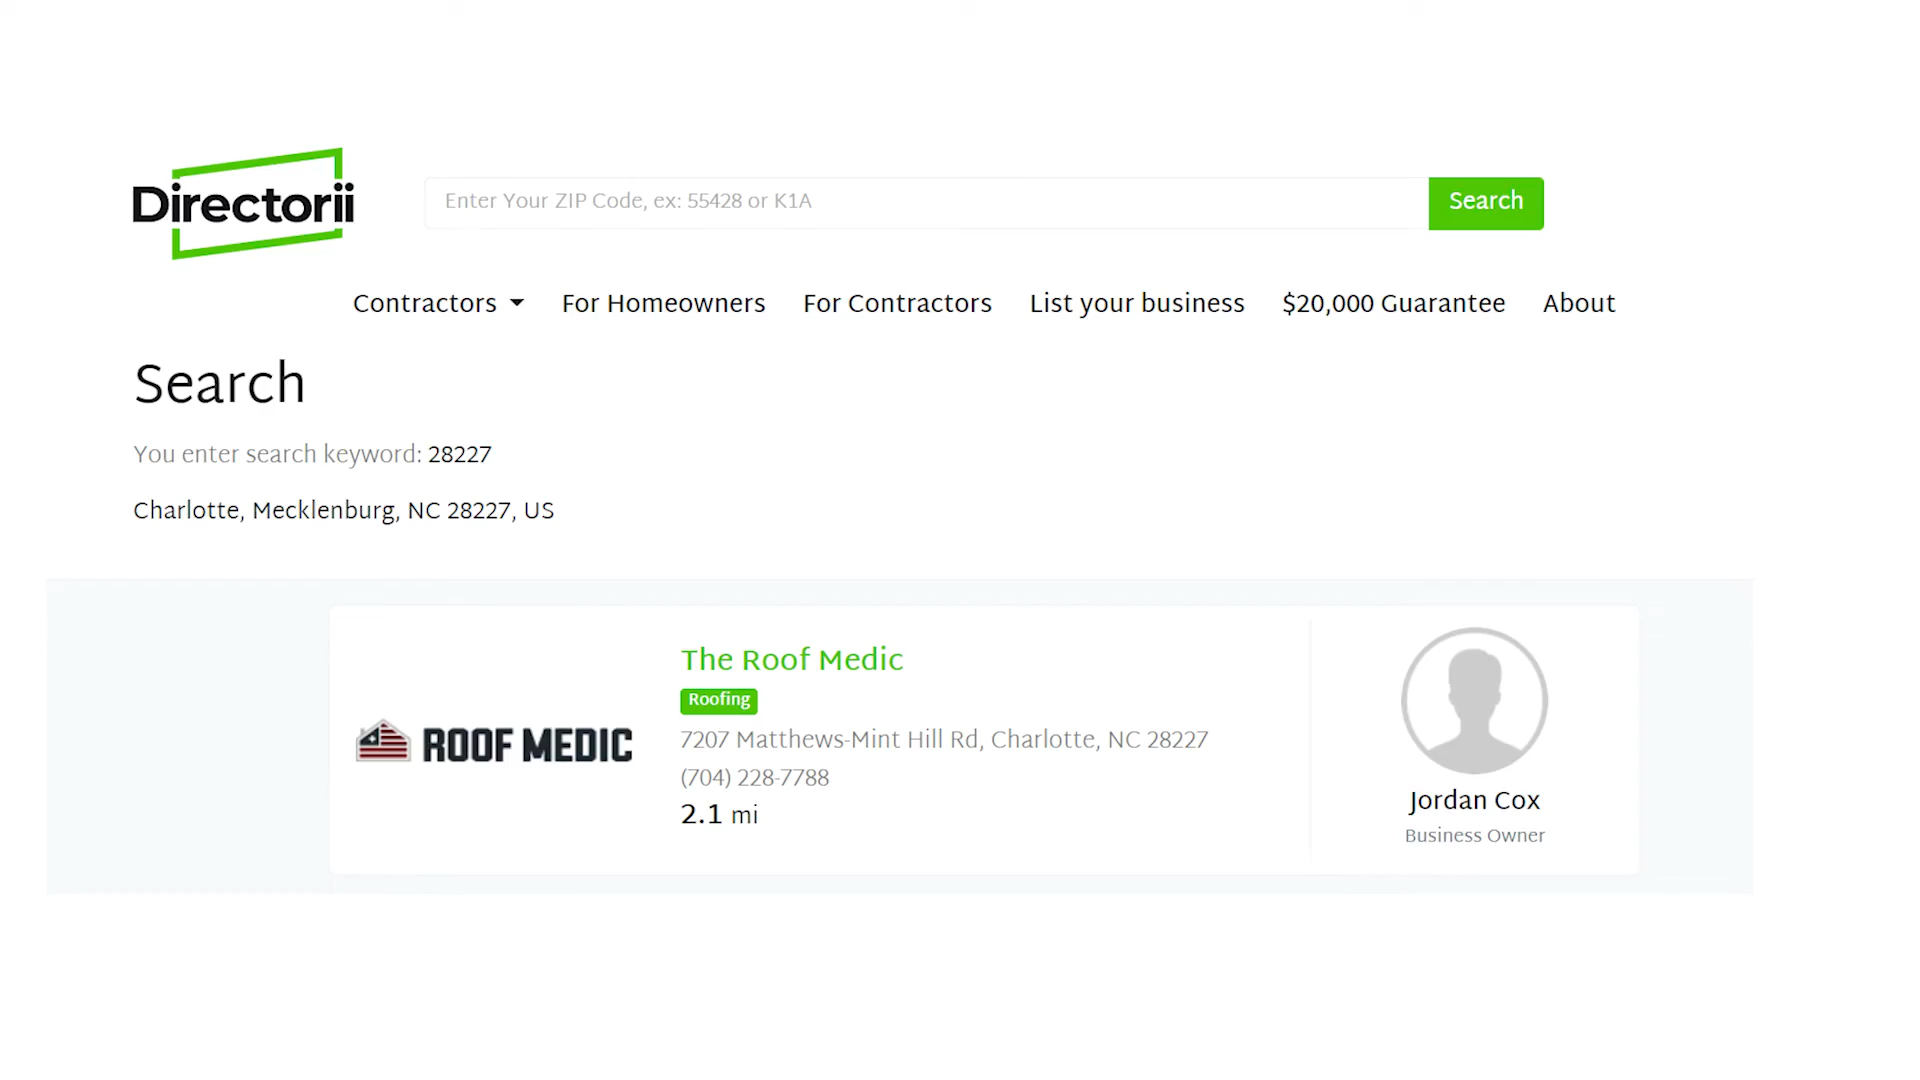 Directorii
Enter Your ZIP Code, ex: 55428 or K1A
Search
Contractors
For Homeowners
For Contractors
List your business
$20,000 Guarantee
About
Search
You enter search keyword: 28227
Charlotte, Mecklenburg, NC 28227, US
ROOF MEDIC
The Roof Medic
Roofing
7207 Matthews-Mint Hill Rd, Charlotte, NC 28227
(704) 228-7788
2.1 mi
Jordan Cox
Business Owner